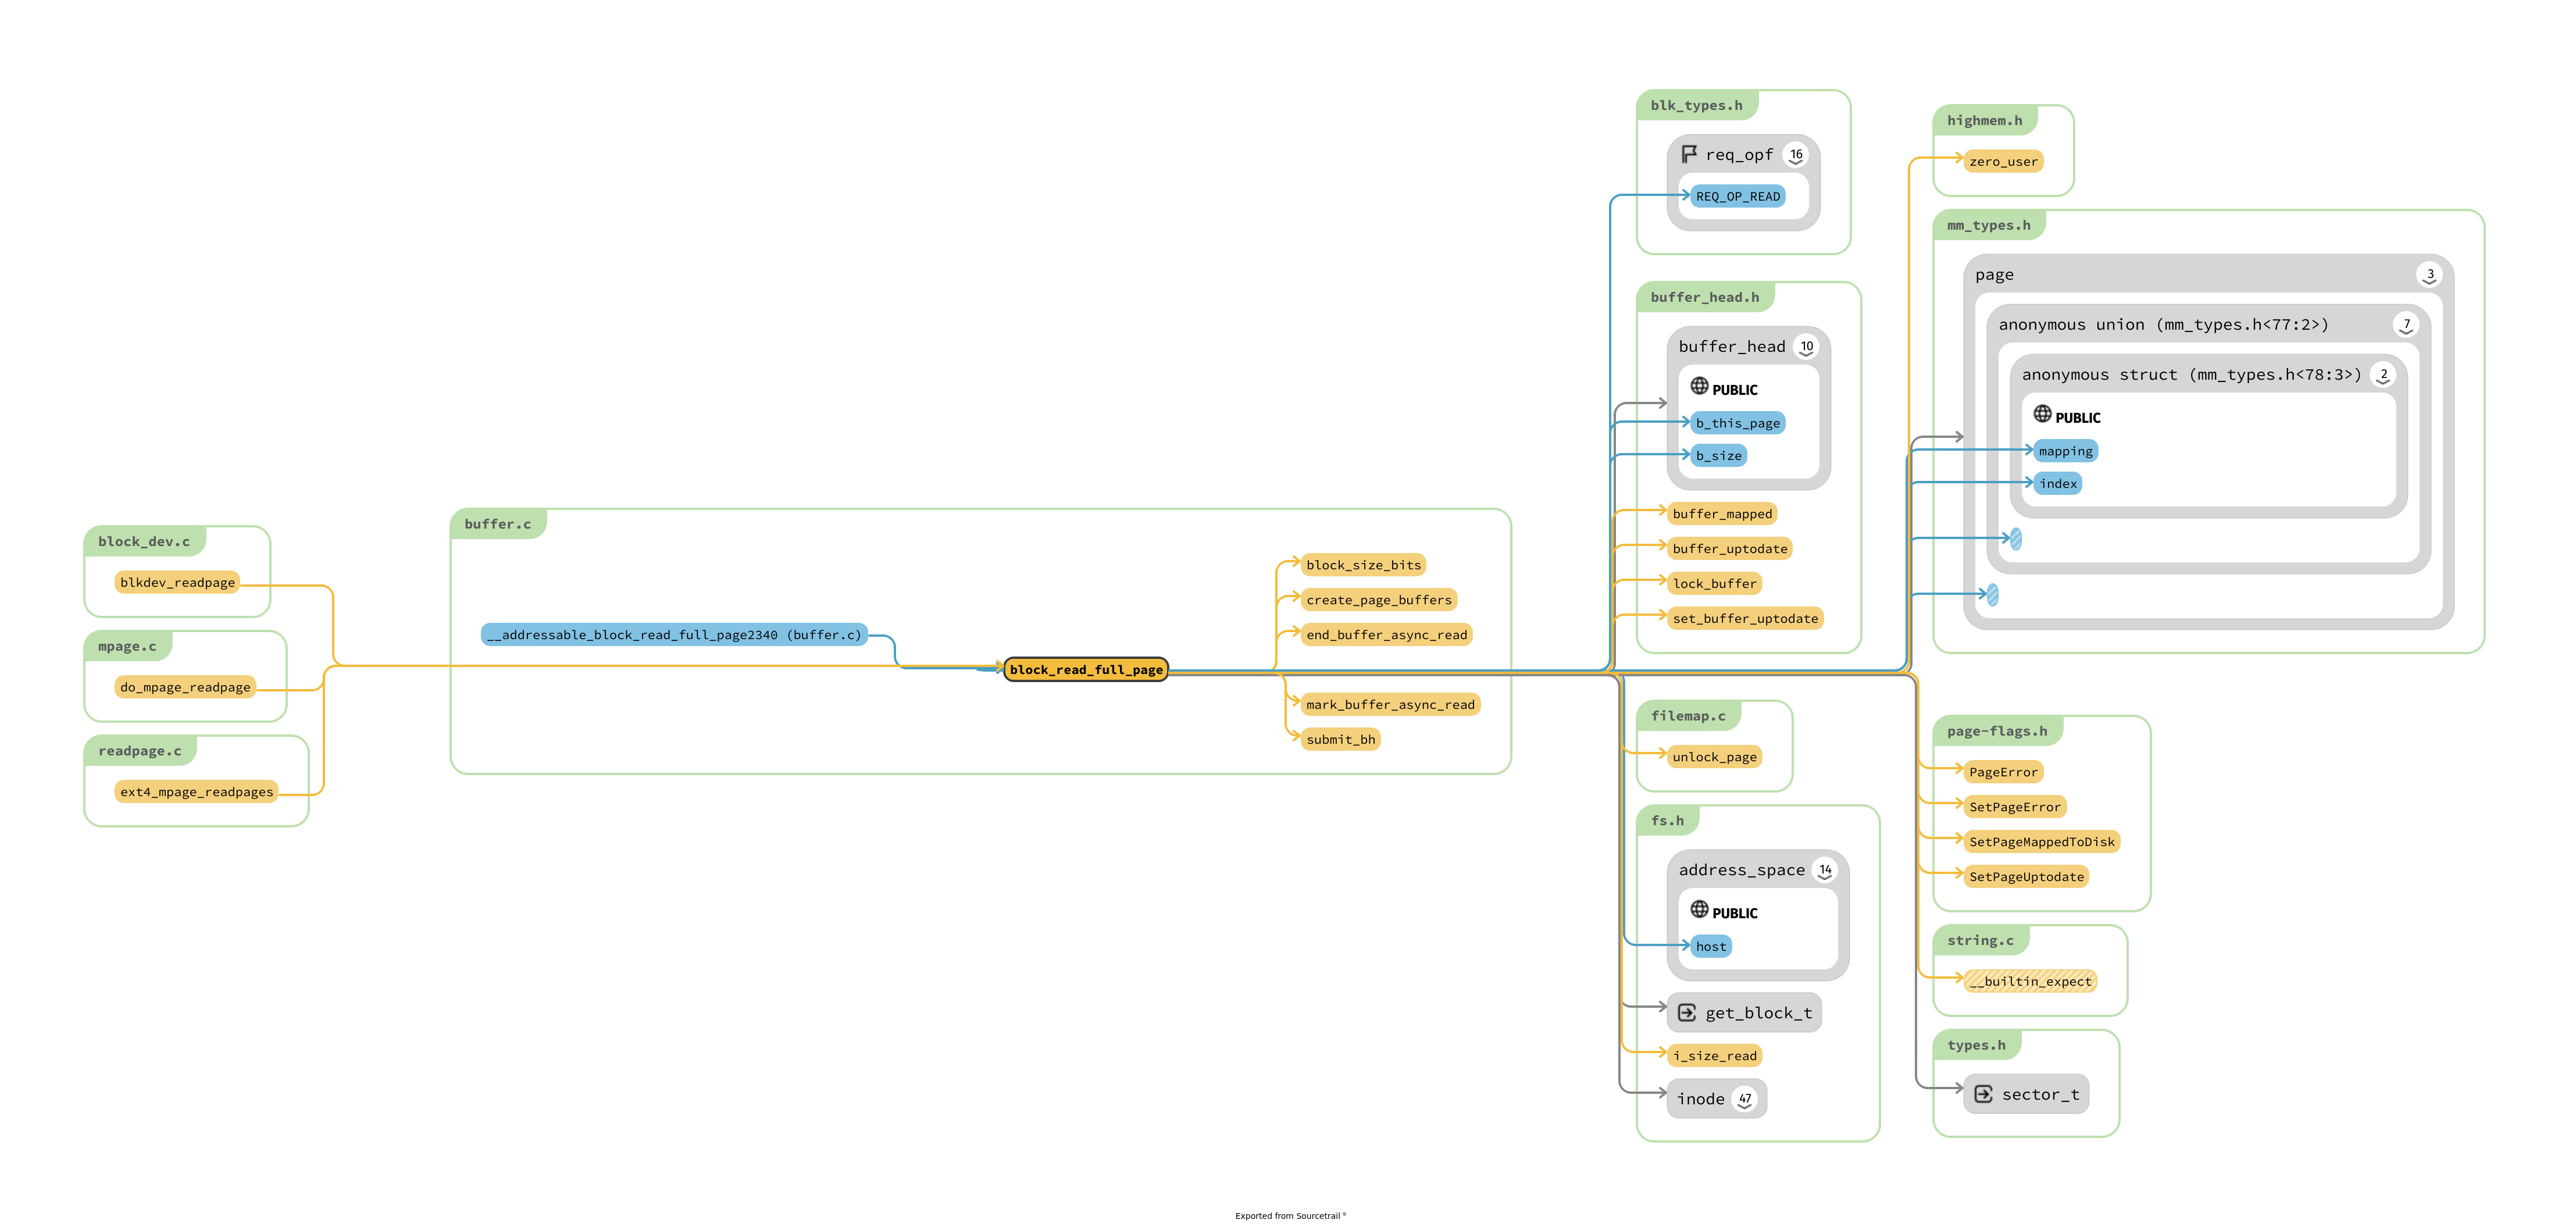 block_dev.c
blkdev_readpage
mpage.c
do_mpage_readpage
readpage.c
ext4_mpage_readpages
buffer.c
__addressable_block_read_full_page2340 (buffer.c)
block_read_full_page
block_size_bits
create_page_buffers
end_buffer_async_read
mark_buffer_async_read
submit_bh
blk_types.h
req_opf 16
REQ_OP_READ
buffer_head.h
buffer_head 10
PUBLIC
b_this_page
b_size
buffer_mapped
buffer_uptodate
lock_buffer
set_buffer_uptodate
filemap.c
unlock_page
fs.h
address_space 14
PUBLIC
host
get_block_t
i_size_read
inode 47
highmem.h
zero_user
mm_types.h
page 3
anonymous union (mm_types.h<77:2>) 7
anonymous struct (mm_types.h<78:3>) 2
PUBLIC
mapping
index
page-flags.h
PageError
SetPageError
SetPageMappedToDisk
SetPageUptodate
string.c
__builtin_expect
types.h
sector_t
Exported from Sourcetrail ®